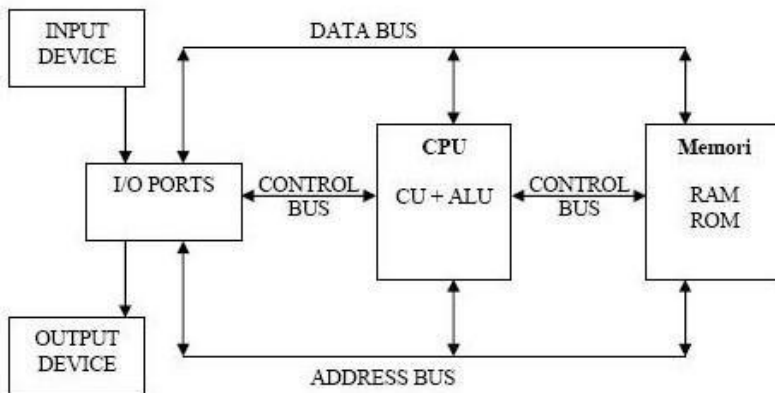 INPUT
DEVICE
DATA BUS
CPU
CU + ALU
Memori
RAM
ROM
I/O PORTS
CONTROL
BUS
CONTROL
BUS
OUTPUT
DEVICE
ADDRESS BUS